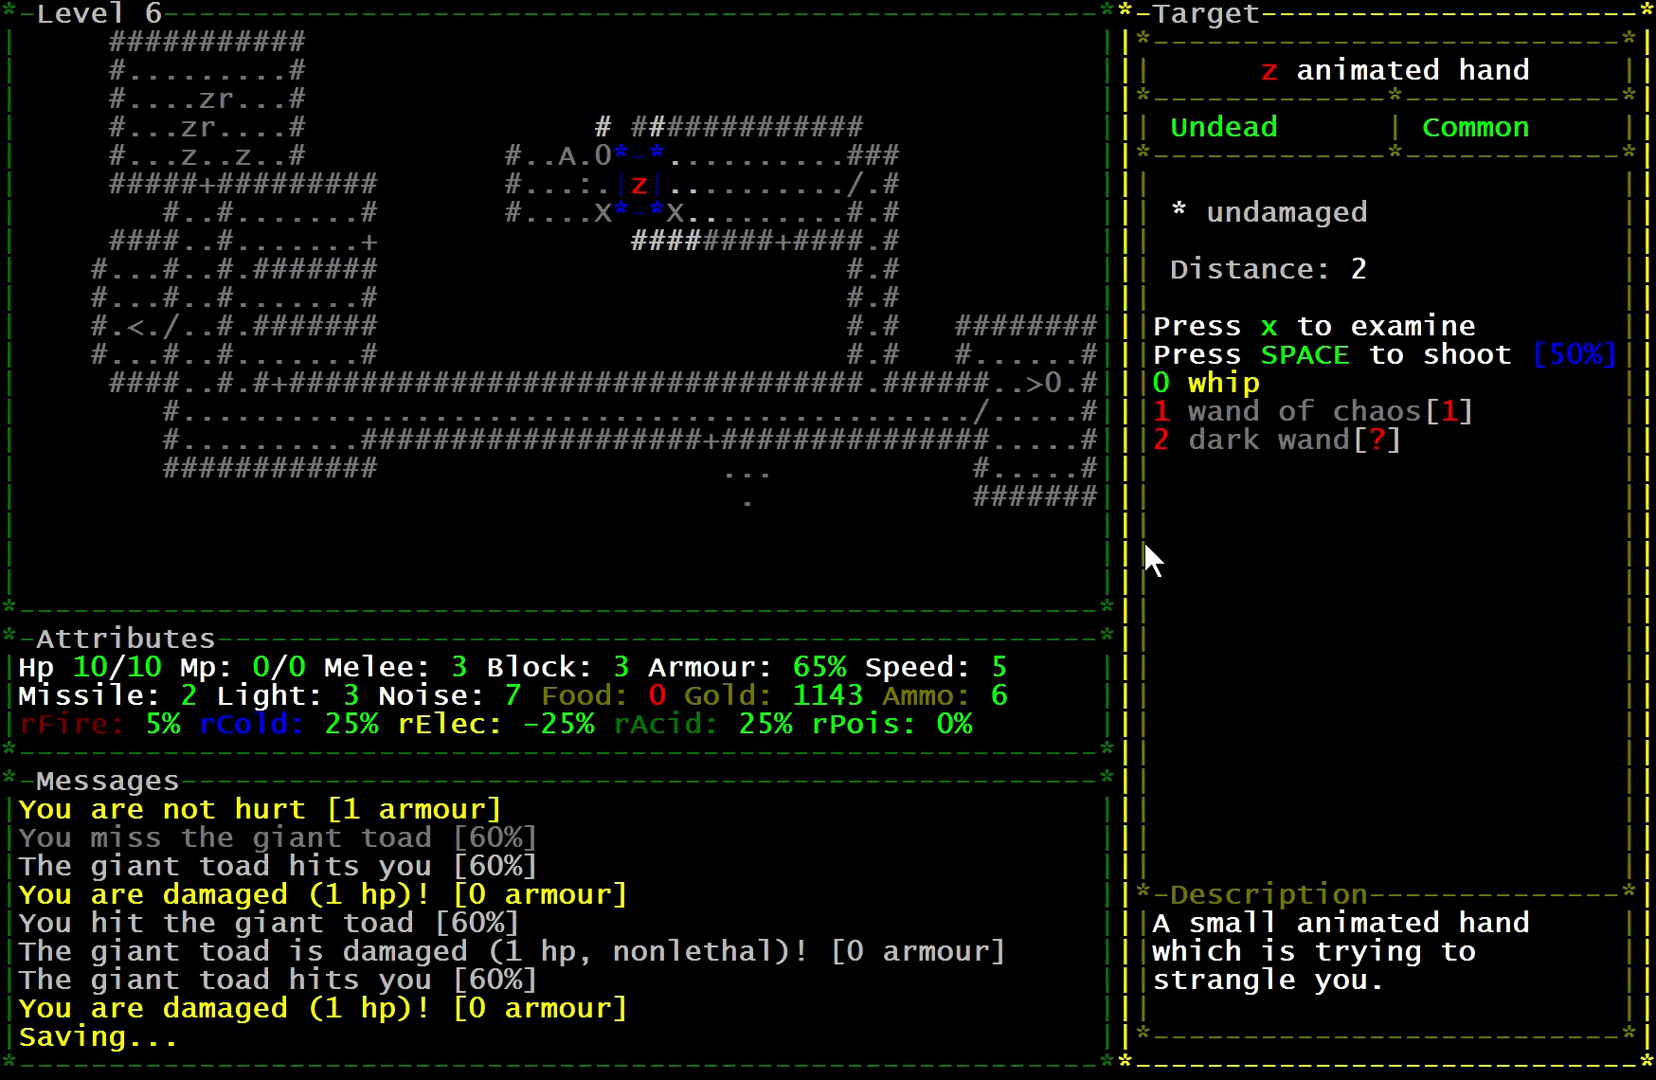 Level 6
###########
#.........#
#....zr...#
#...zr....#
#...z..z..#
#####+#########
#..#.......#
####..#.......+
#...#..#.#######
#...#..#.......#
#.<./..#.#######
#...#..#.......#
####..#.#+################################.######..>O.#
#............................................/.....#
#..........###################+###############.....#
############
...
.
# ############
#..A.O*-*..........###
#...:.|z|........../.#
#....x*-*x.........#.#
########+####.#
#.#
#.#
#.#
#.#
########
#......#
#.....#
#######
Attributes
Hp 10/10 Mp: 0/0 Melee: 3 Block: 3 Armour: 65% Speed: 5
Missile: 2 Light: 3 Noise: 7 Food: 0 Gold: 1143 Ammo: 6
rFire: 5% rCold: 25% rElec: -25% rAcid: 25% rPois: 0%
Messages
You are not hurt [1 armour]
You miss the giant toad [60%]
The giant toad hits you [60%]
You are damaged (1 hp)! [0 armour]
You hit the giant toad [60%]
The giant toad is damaged (1 hp, nonlethal)! [0 armour]
The giant toad hits you [60%]
You are damaged (1 hp)! [0 armour]
Saving...
Target
z animated hand
Undead | Common
* undamaged
Distance: 2
Press x to examine
Press SPACE to shoot [50%]
0 whip
1 wand of chaos[1]
2 dark wand[?]
Description
A small animated hand
which is trying to
strangle you.